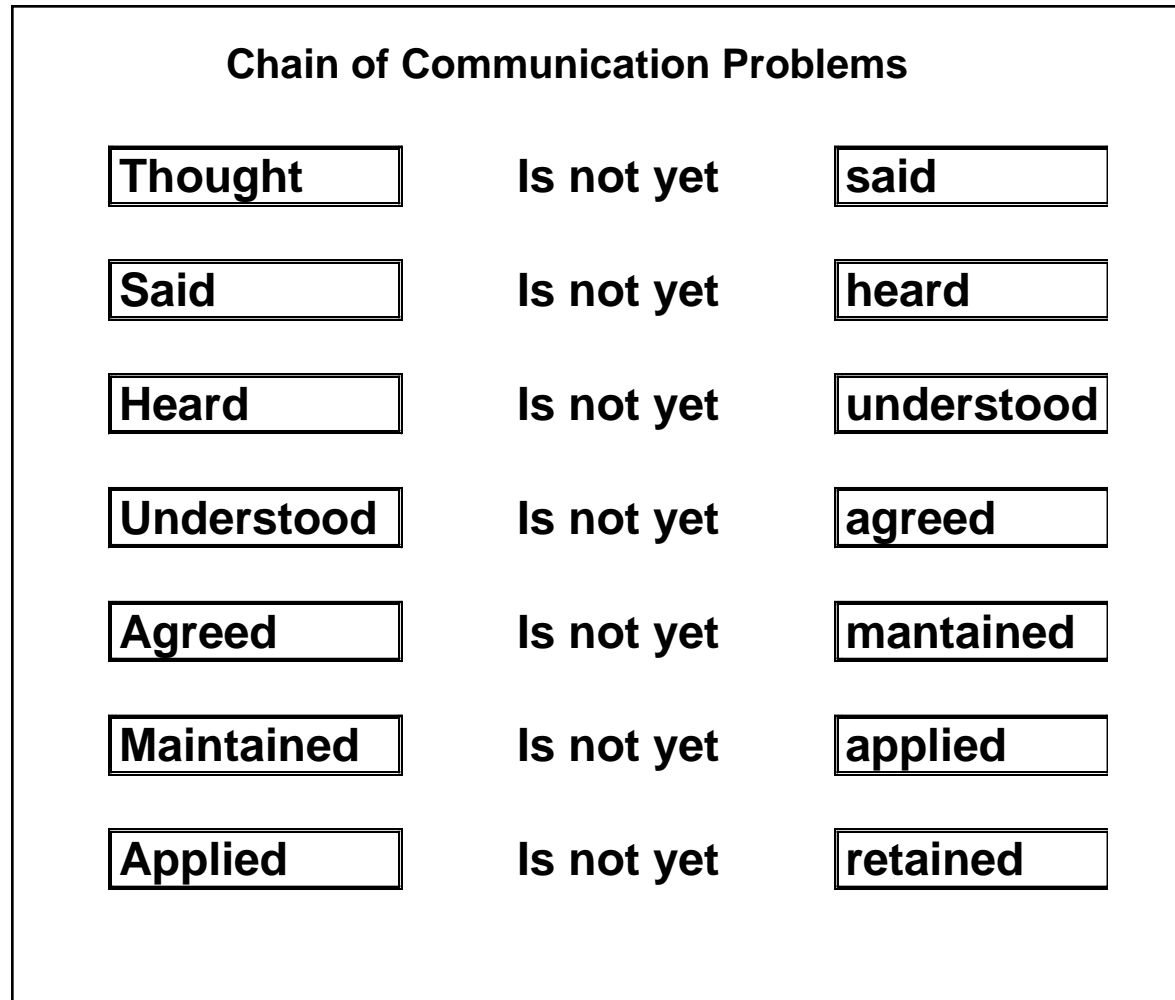 Chain of Communication Problems
Thought Is not yet said
Said Is not yet heard
Heard Is not yet understood
Understood Is not yet agreed
Agreed Is not yet mantained
Maintained Is not yet applied
Applied Is not yet retained